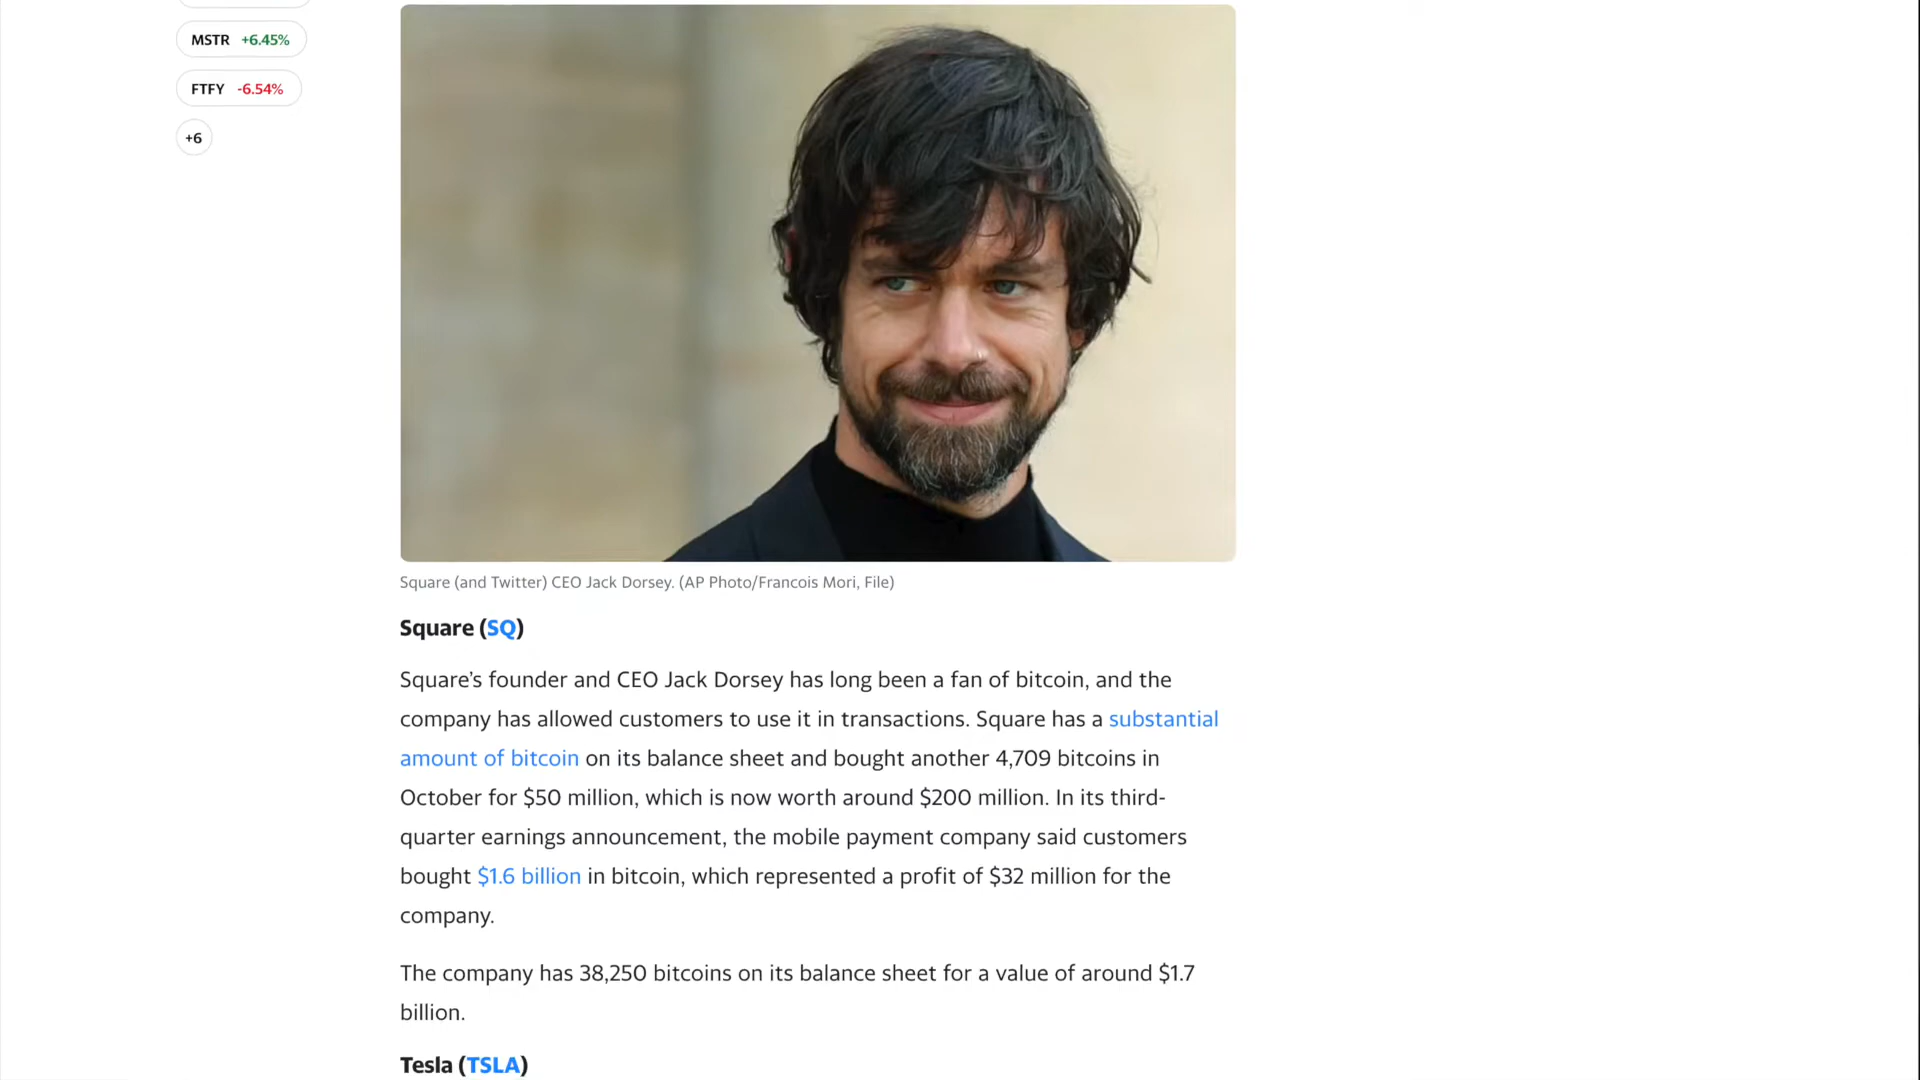 MSTR +6.45%
FTFY -6.54%
+6
Square (and Twitter) CEO Jack Dorsey. (AP Photo/Francois Mori, File)
Square (SQ)
Square’s founder and CEO Jack Dorsey has long been a fan of bitcoin, and the
company has allowed customers to use it in transactions. Square has a substantial
amount of bitcoin on its balance sheet and bought another 4,709 bitcoins in
October for $50 million, which is now worth around $200 million. In its third-
quarter earnings announcement, the mobile payment company said customers
bought $1.6 billion in bitcoin, which represented a profit of $32 million for the
company.
The company has 38,250 bitcoins on its balance sheet for a value of around $1.7
billion.
Tesla (TSLA)